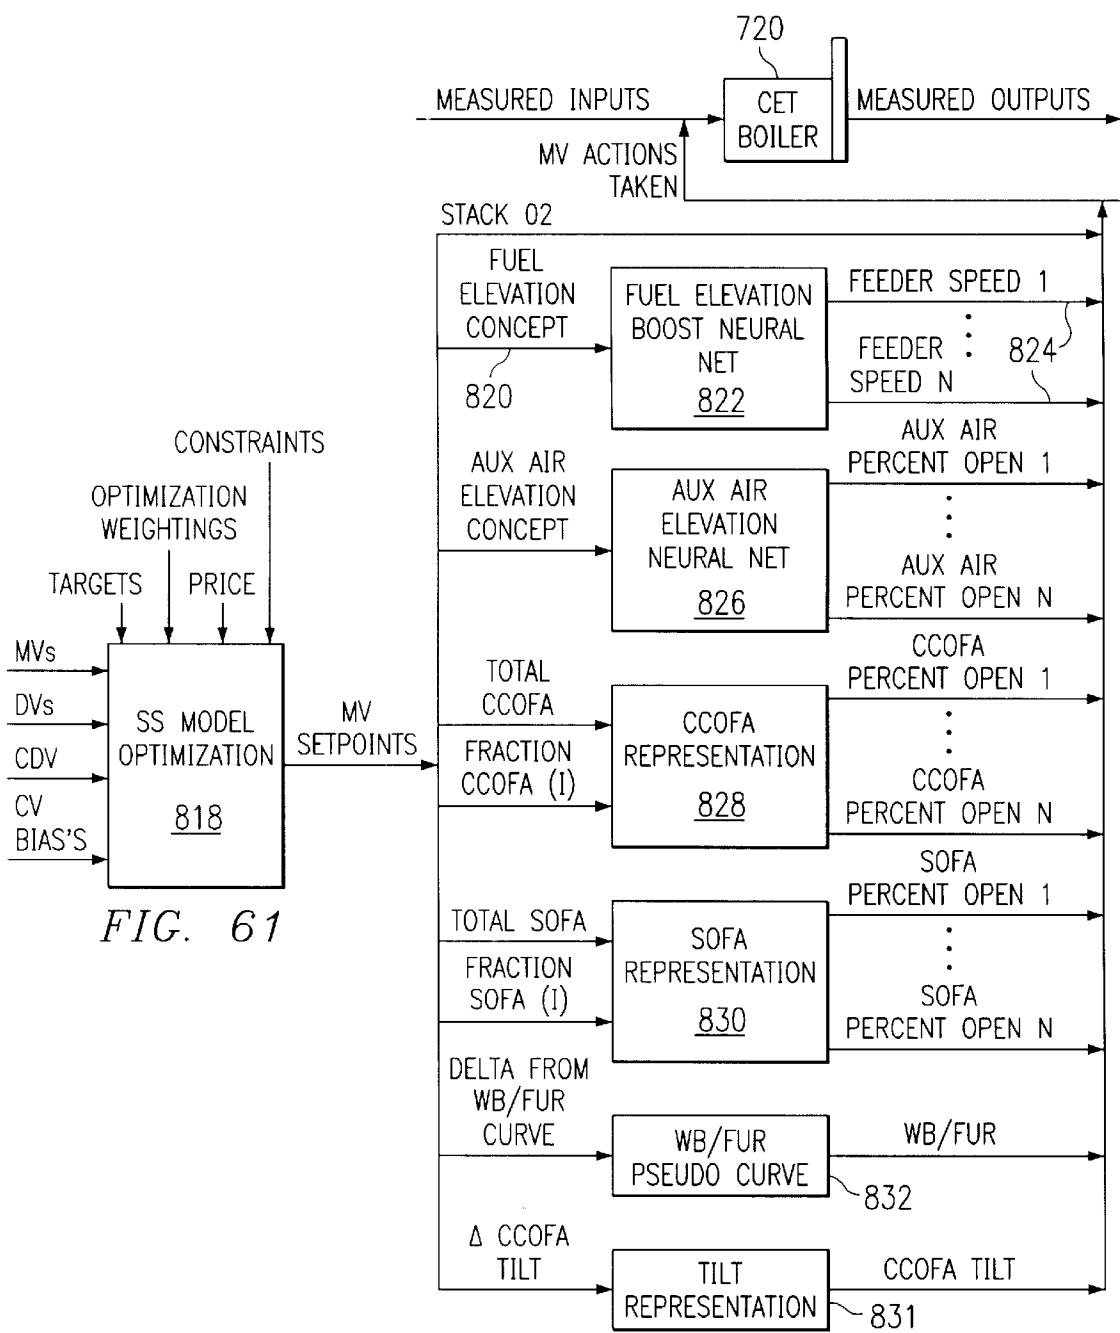 720
MEASURED INPUTS
CET
BOILER
MEASURED OUTPUTS
MV ACTIONS
TAKEN
STACK O2
FUEL
ELEVATION
CONCEPT
820
FUEL ELEVATION
BOOST NEURAL
NET
822
FEEDER SPEED 1
FEEDER
SPEED N
824
AUX AIR
ELEVATION
CONCEPT
AUX AIR
ELEVATION
NEURAL NET
826
AUX AIR
PERCENT OPEN 1
AUX AIR
PERCENT OPEN N
CONSTRAINTS
OPTIMIZATION
WEIGHTINGS
TARGETS
PRICE
MVs
DVs
CDV
CV
BIAS'S
SS MODEL
OPTIMIZATION
818
MV
SETPOINTS
TOTAL
CCOFA
FRACTION
CCOFA (I)
CCOFA
REPRESENTATION
828
CCOFA
PERCENT OPEN 1
CCOFA
PERCENT OPEN N
FIG. 61
TOTAL SOFA
FRACTION
SOFA (I)
SOFA
REPRESENTATION
830
SOFA
PERCENT OPEN 1
SOFA
PERCENT OPEN N
DELTA FROM
WB/FUR
CURVE
WB/FUR
PSEUDO CURVE
WB/FUR
832
Δ CCOFA
TILT
TILT
REPRESENTATION
CCOFA TILT
831